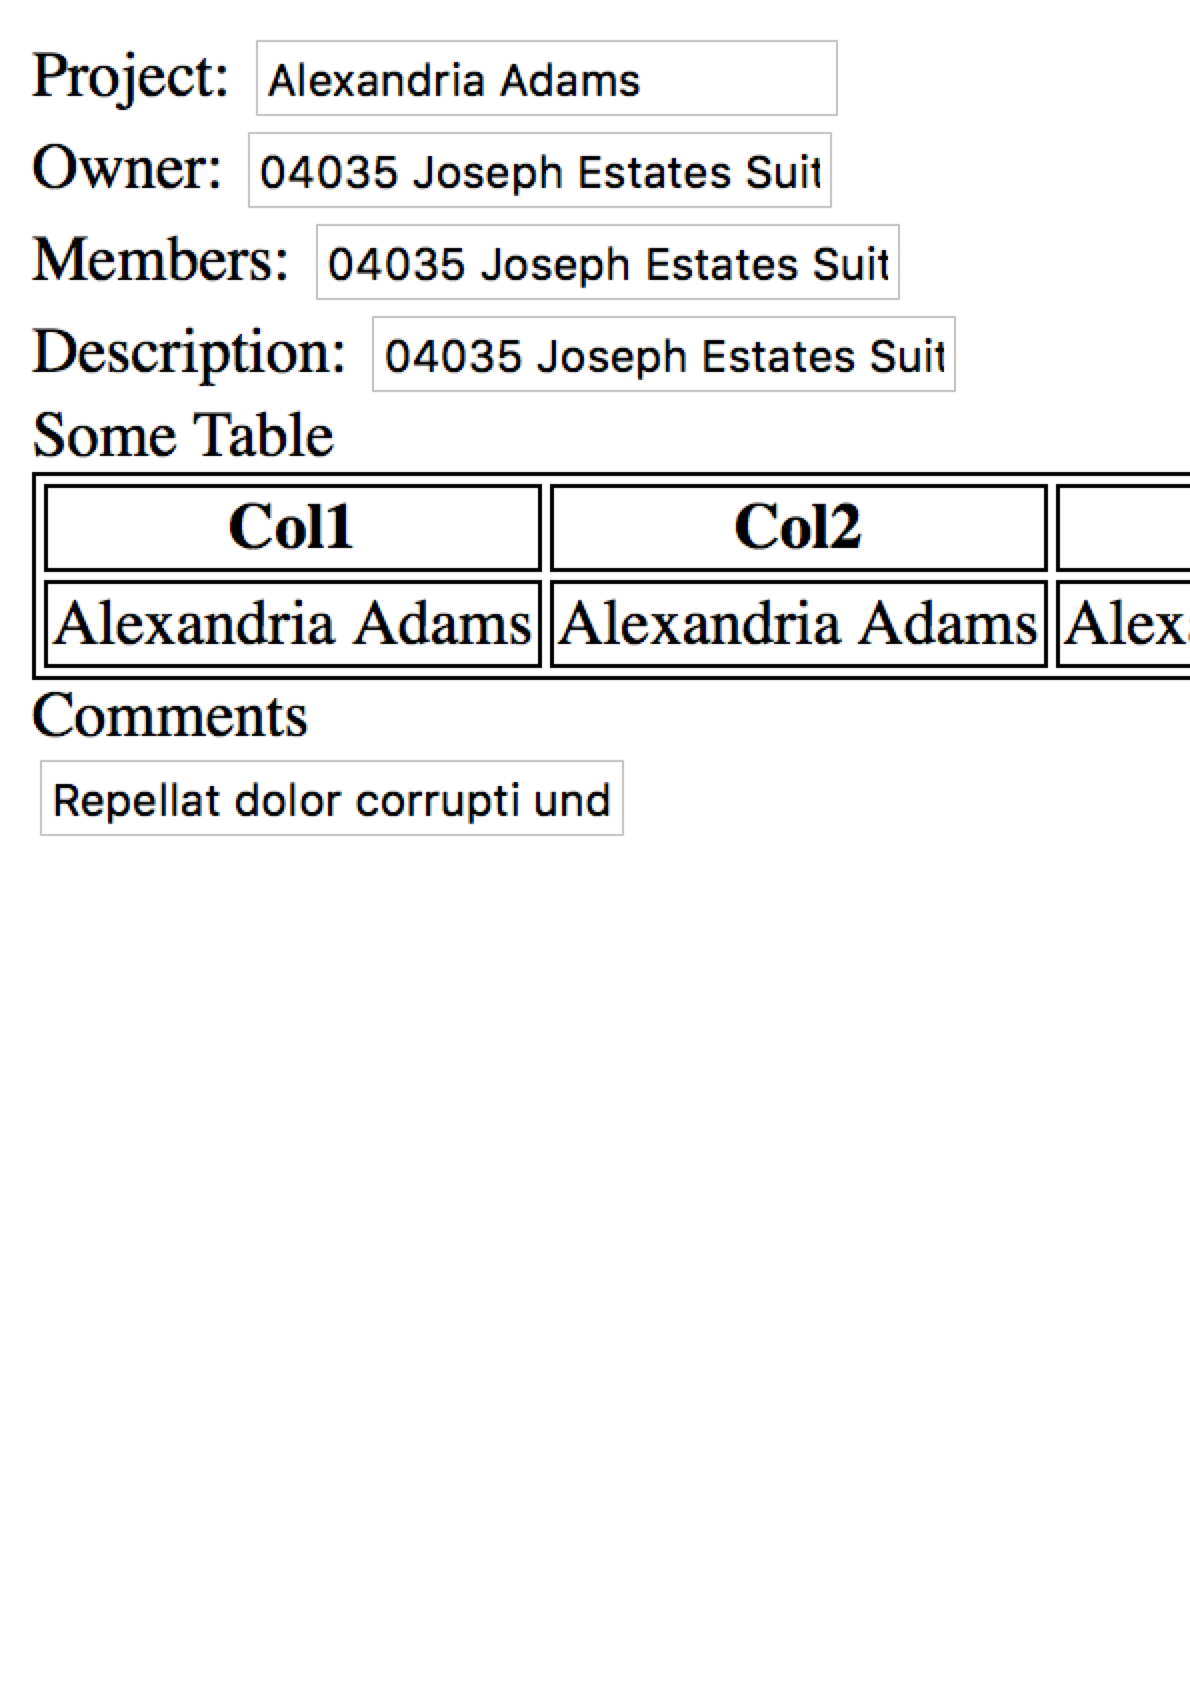 Project: Alexandria Adams
Owner: 04035 Joseph Estates Suit
Members: 04035 Joseph Estates Suit
Description: 04035 Joseph Estates Suit
Some Table
Col1 Col2
Alexandria Adams Alexandria Adams Alex
Comments
Repellat dolor corrupti und